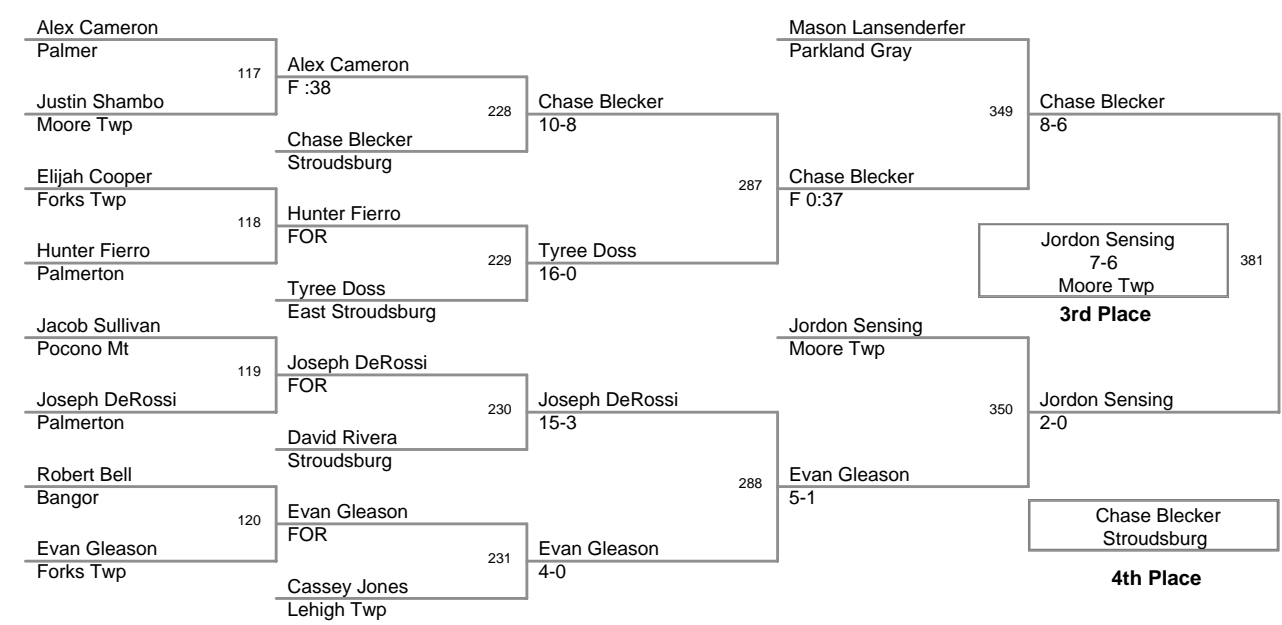 Alex Cameron
Palmer
117
Justin Shambo
Moore Twp
Elijah Cooper
Forks Twp
118
Hunter Fierro
Palmerton
Jacob Sullivan
Pocono Mt
119
Joseph DeRossi
Palmerton
Robert Bell
Bangor
120
Evan Gleason
Forks Twp
Alex Cameron
F :38
228
Chase Blecker
Stroudsburg
Hunter Fierro
FOR
229
Tyree Doss
East Stroudsburg
Joseph DeRossi
FOR
230
David Rivera
Stroudsburg
Evan Gleason
FOR
231
Cassey Jones
Lehigh Twp
Chase Blecker
10-8
287
Tyree Doss
16-0
Joseph DeRossi
15-3
288
Evan Gleason
4-0
Mason Lansenderfer
Parkland Gray
349
Chase Blecker
F 0:37
Jordon Sensing
Moore Twp
350
Evan Gleason
5-1
Chase Blecker
8-6
381
Jordon Sensing
2-0
Jordon Sensing
7-6
Moore Twp
3rd Place
Chase Blecker
Stroudsburg
4th Place